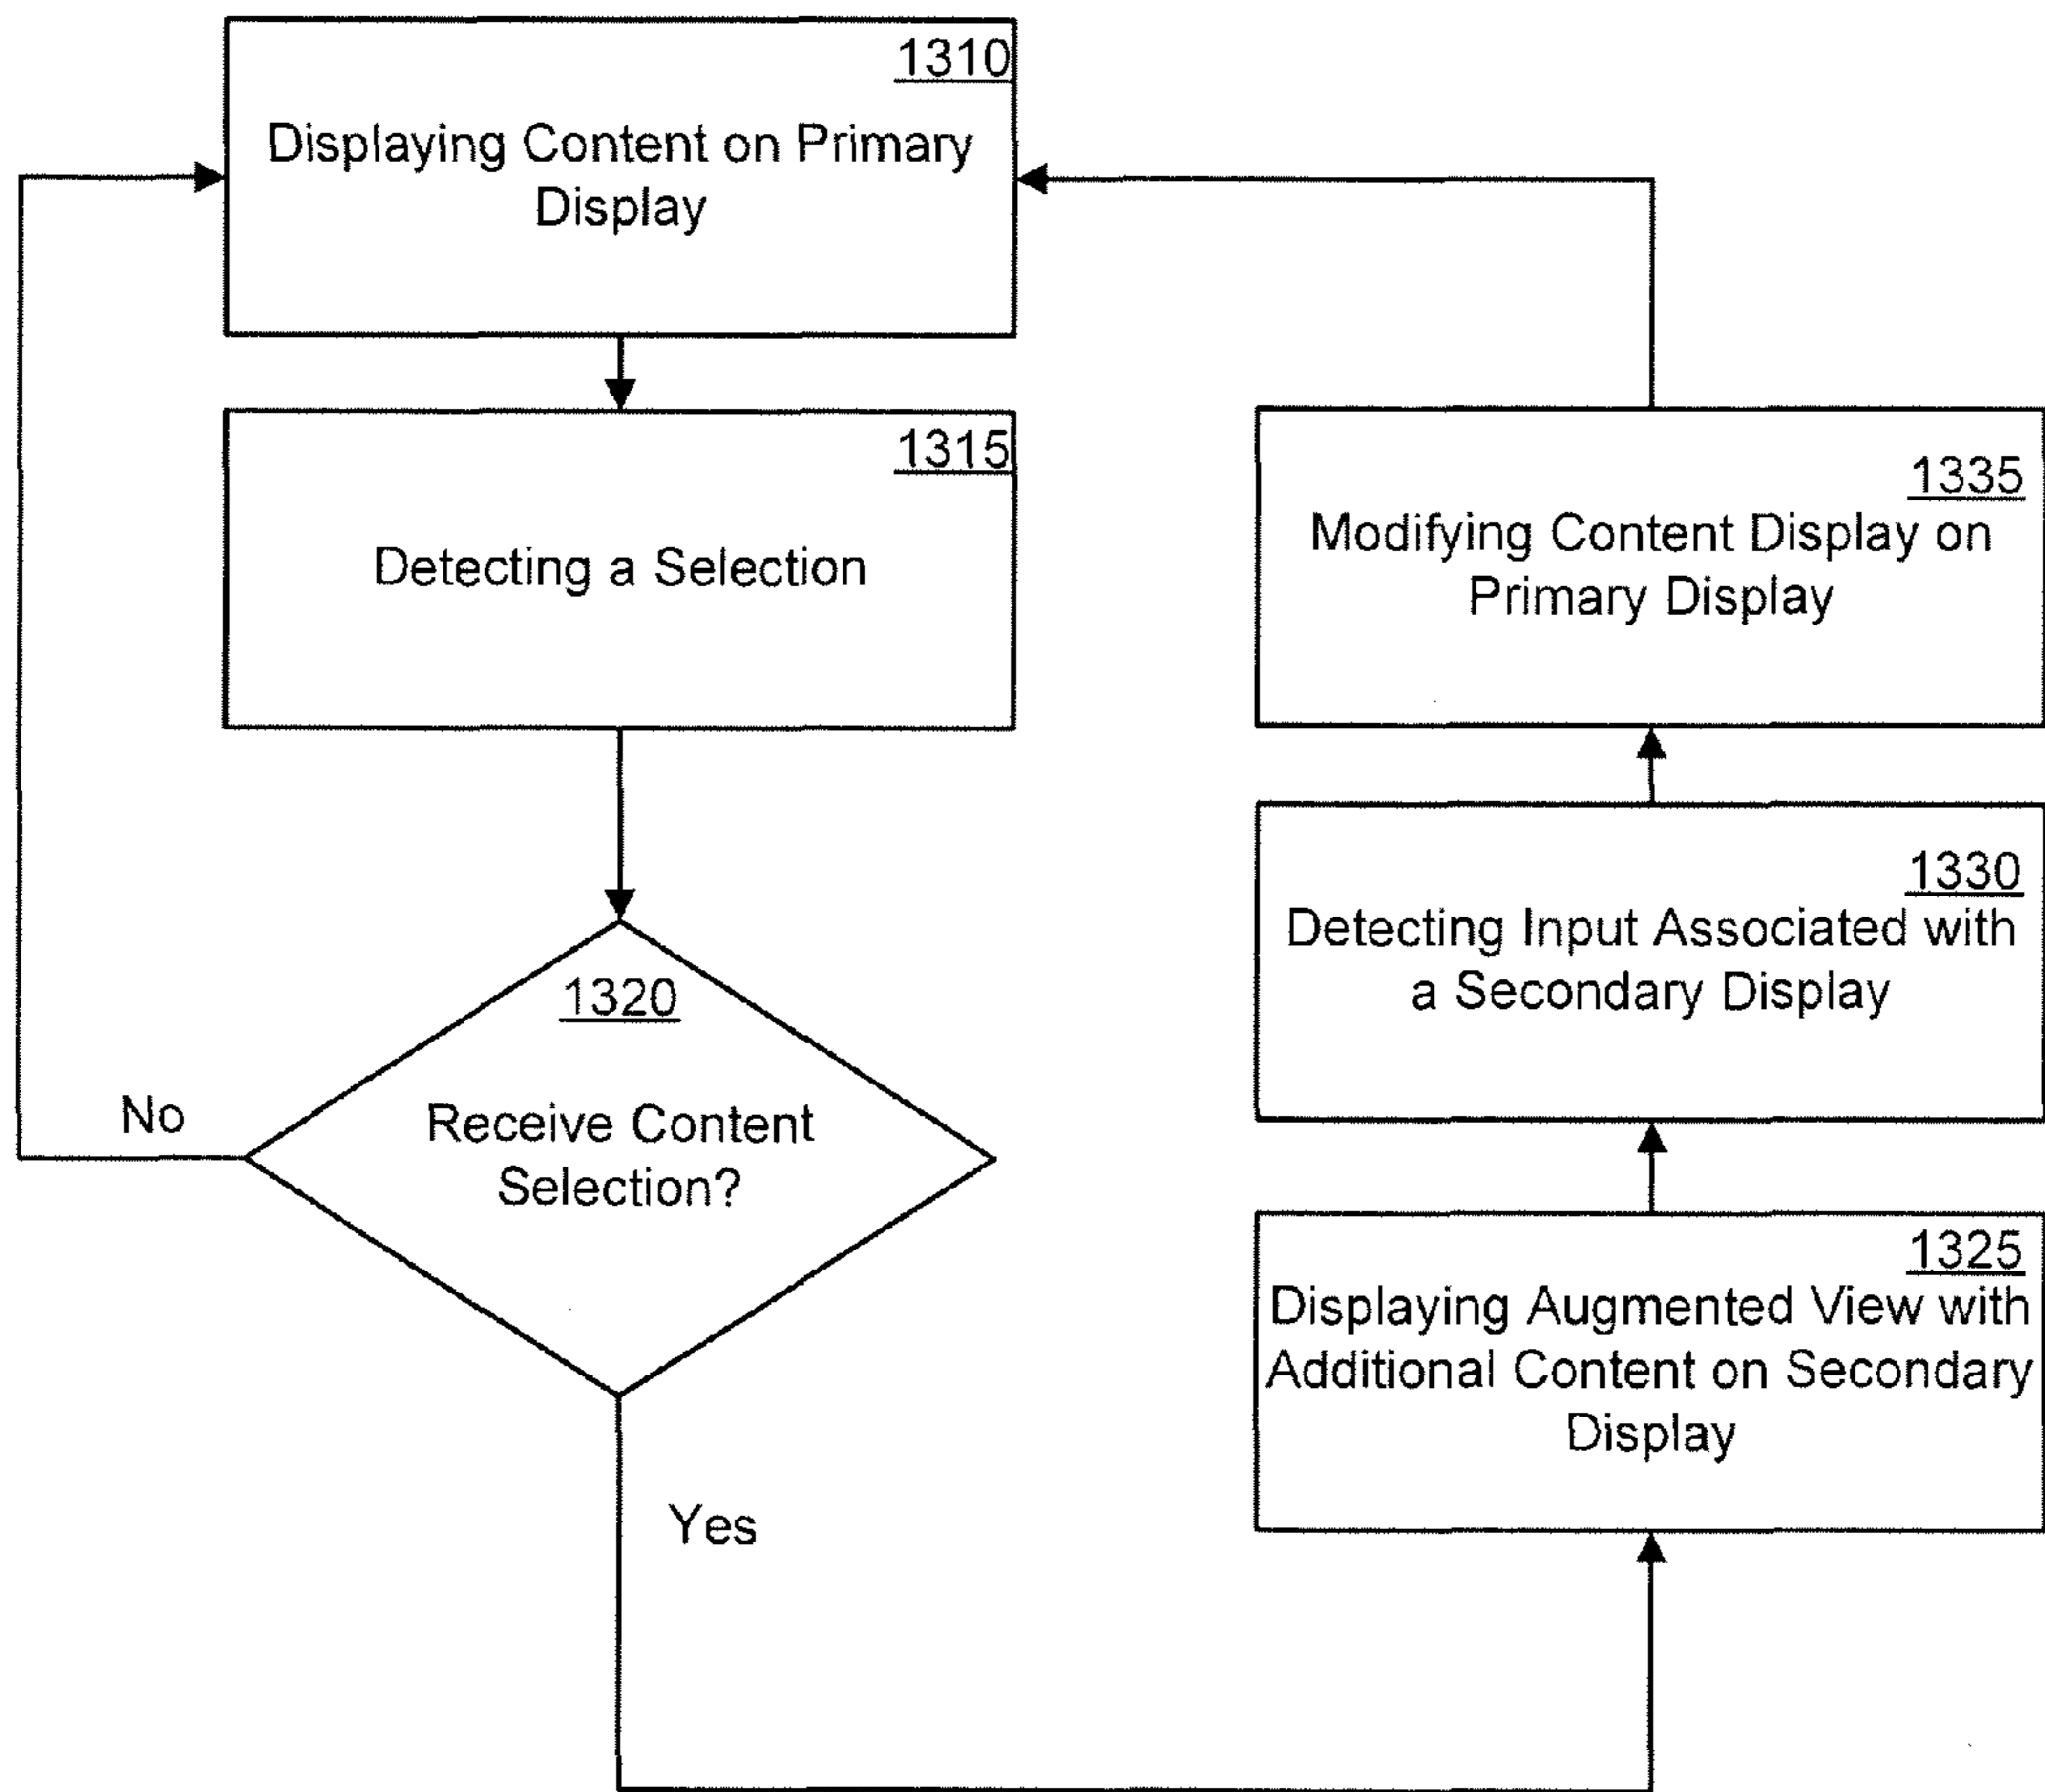 1310
Displaying Content on Primary
Display
1315
Detecting a Selection
1320
Receive Content
Selection?
No
Yes
1325
Displaying Augmented View with
Additional Content on Secondary
Display
1330
Detecting Input Associated with
a Secondary Display
1335
Modifying Content Display on
Primary Display